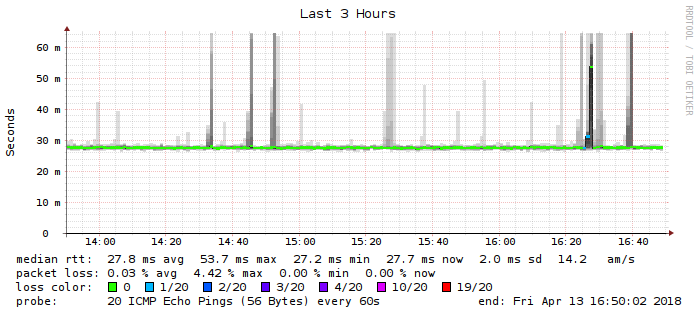 Last 3 Hours
RRDTOOL / TOBI OETIKER
Seconds
60 m
50 m
40 m
30 m
20 m
10 m
0
14:00 14:20 14:40 15:00 15:20 15:40 16:00 16:20 16:40
median rtt: 27.8 ms avg 53.7 ms max 27.2 ms min 27.7 ms now 2.0 ms sd 14.2 am/s
packet loss: 0.03 % avg 4.42 % max 0.00 % min 0.00 % now
loss color: 0 1/20 2/20 3/20 4/20 10/20 19/20
probe: 20 ICMP Echo Pings (56 Bytes) every 60s end: Fri Apr 13 16:50:02 2018